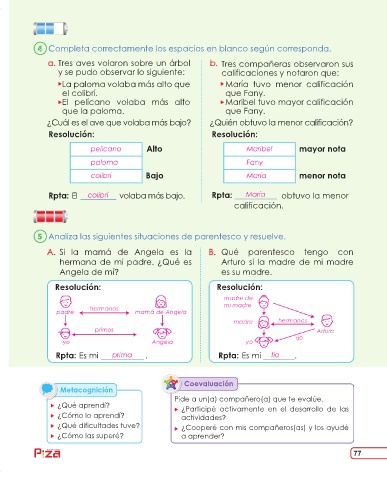 4 Completa correctamente los espacios en blanco según corresponda.
a. Tres aves volaron sobre un árbol
y se pudo observar lo siguiente:
▸La paloma volaba más alto que
el colibrí.
▸El pelícano volaba más alto
que la paloma.
¿Cuál es el ave que volaba más bajo?
Resolución:
pelícano Alto
paloma
colibrí Bajo
Rpta: El colibrí volaba más bajo.
b. Tres compañeras observaron sus
calificaciones y notaron que:
▸María tuvo menor calificación
que Fany.
▸Maribel tuvo mayor calificación
que Fany.
¿Quién obtuvo la menor calificación?
Resolución:
Maribel mayor nota
Fany
María menor nota
Rpta: María obtuvo la menor
calificación.
5 Analiza las siguientes situaciones de parentesco y resuelve.
A. Si la mamá de Angela es la
hermana de mi padre. ¿Qué es
Angela de mí?
Resolución:
hermanos
padre mamá de Angela
primos
yo Angela
Rpta: Es mi prima .
B. Qué parentesco tengo con
Arturo si la madre de mi madre
es su madre.
Resolución:
madre de
mi madre
madre hermanos
Arturo
yo
Rpta: Es mi tío .
Metacognición
▸ ¿Qué aprendí?
▸ ¿Cómo lo aprendí?
▸ ¿Qué dificultades tuve?
▸ ¿Cómo las superé?
Coevaluación
Pide a un(a) compañero(a) que te evalúe.
▸ ¿Participé activamente en el desarrollo de las
actividades?
▸ ¿Cooperé con mis compañeros(as) y los ayudé
a aprender?
77